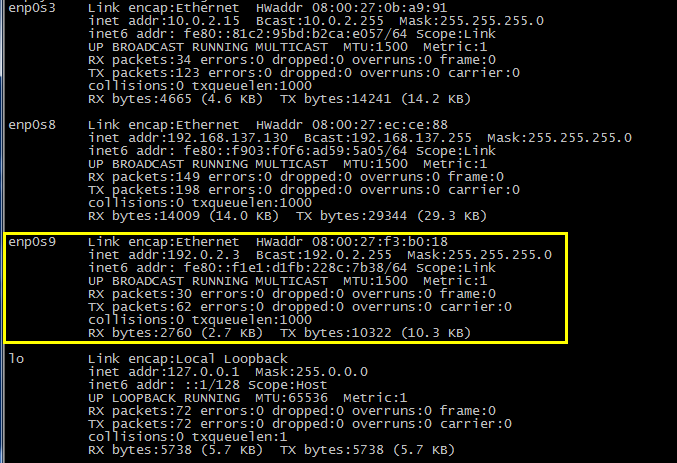 enp0s3 Link encap:Ethernet HWaddr 08:00:27:0b:a9:91
inet addr:10.0.2.15 Bcast:10.0.2.255 Mask:255.255.255.0
inet6 addr: fe80::81c2:95bd:b2ca:e057/64 Scope:Link
UP BROADCAST RUNNING MULTICAST MTU:1500 Metric:1
RX packets:34 errors:0 dropped:0 overruns:0 frame:0
TX packets:123 errors:0 dropped:0 overruns:0 carrier:0
collisions:0 txqueuelen:1000
RX bytes:4665 (4.6 KB) TX bytes:14241 (14.2 KB)
enp0s8 Link encap:Ethernet HWaddr 08:00:27:ec:ce:88
inet addr:192.168.137.130 Bcast:192.168.137.255 Mask:255.255.255.0
inet6 addr: fe80::f903:f0f6:ad59:5a05/64 Scope:Link
UP BROADCAST RUNNING MULTICAST MTU:1500 Metric:1
RX packets:149 errors:0 dropped:0 overruns:0 frame:0
TX packets:198 errors:0 dropped:0 overruns:0 carrier:0
collisions:0 txqueuelen:1000
RX bytes:14009 (14.0 KB) TX bytes:29344 (29.3 KB)
enp0s9 Link encap:Ethernet HWaddr 08:00:27:f3:b0:18
inet addr:192.0.2.3 Bcast:192.0.2.255 Mask:255.255.255.0
inet6 addr: fe80::f1e1:d1fb:228c:7b38/64 Scope:Link
UP BROADCAST RUNNING MULTICAST MTU:1500 Metric:1
RX packets:30 errors:0 dropped:0 overruns:0 frame:0
TX packets:62 errors:0 dropped:0 overruns:0 carrier:0
collisions:0 txqueuelen:1000
RX bytes:2760 (2.7 KB) TX bytes:10322 (10.3 KB)
lo Link encap:Local Loopback
inet addr:127.0.0.1 Mask:255.0.0.0
inet6 addr: ::1/128 Scope:Host
UP LOOPBACK RUNNING MTU:65536 Metric:1
RX packets:72 errors:0 dropped:0 overruns:0 frame:0
TX packets:72 errors:0 dropped:0 overruns:0 carrier:0
collisions:0 txqueuelen:1
RX bytes:5738 (5.7 KB) TX bytes:5738 (5.7 KB)